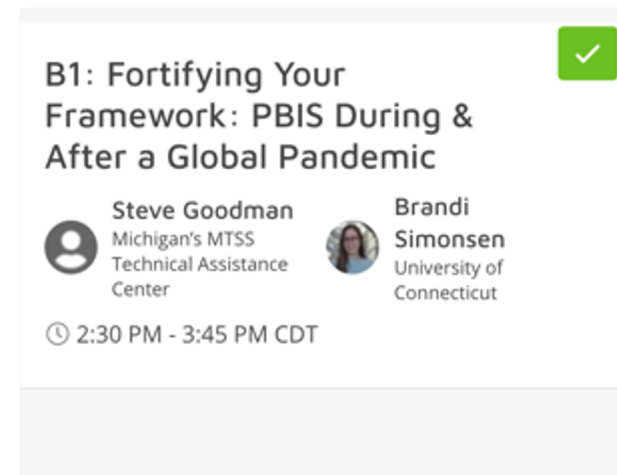 B1: Fortifying Your
Framework: PBIS During &
After a Global Pandemic
Steve Goodman
Michigan's MTSS
Technical Assistance
Center
Brandi
Simonsen
University of
Connecticut
2:30 PM - 3:45 PM CDT